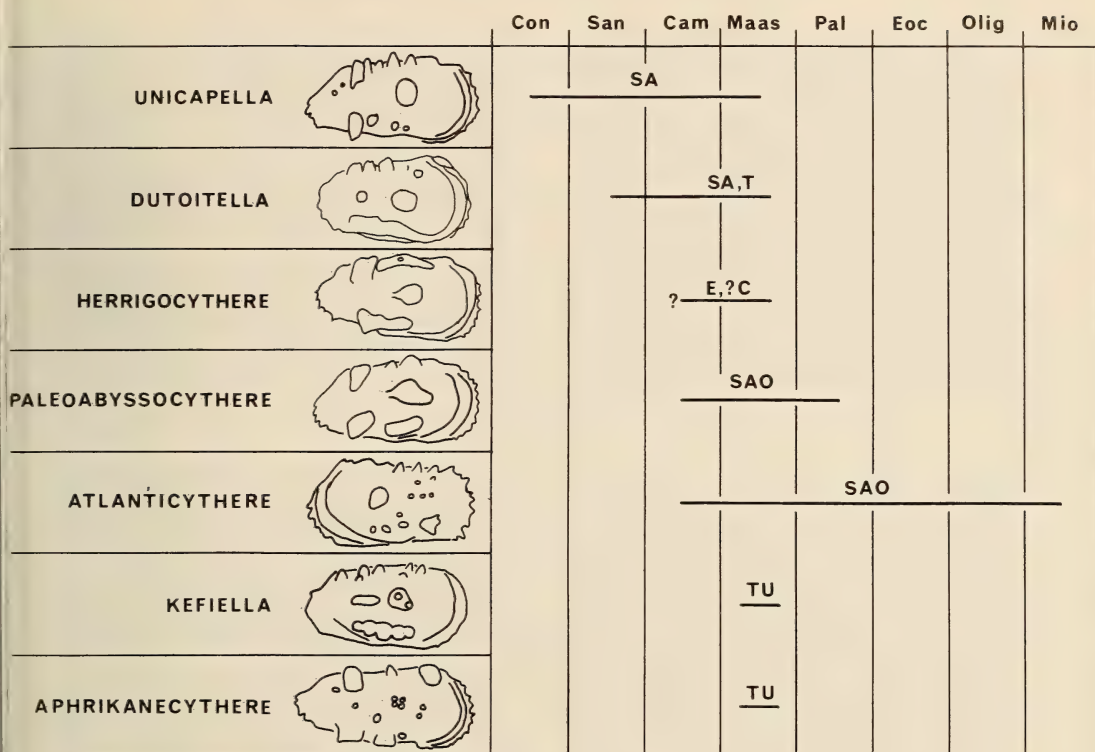 Con San Cam Maas Pal Eoc Olig Mio
UNICAPELLA SA
DUTOITELLA SA,T
HERRIGOCYTHERE ? E,?C
PALEOABYSSOCYTHERE SAO
ATLANTICYTHERE SAO
KEFIELLA TU
APHRIKANECYTHERE TU